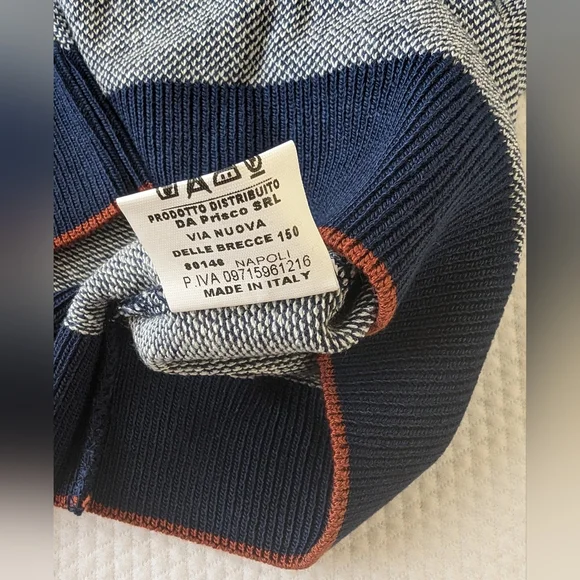 PRODOTTO DISTRIBUITO
DA Prisco SRL
VIA NUOVA
DELLE BRECCE 150
80146 NAPOLI
P.IVA 09715961216
MADE IN ITALY